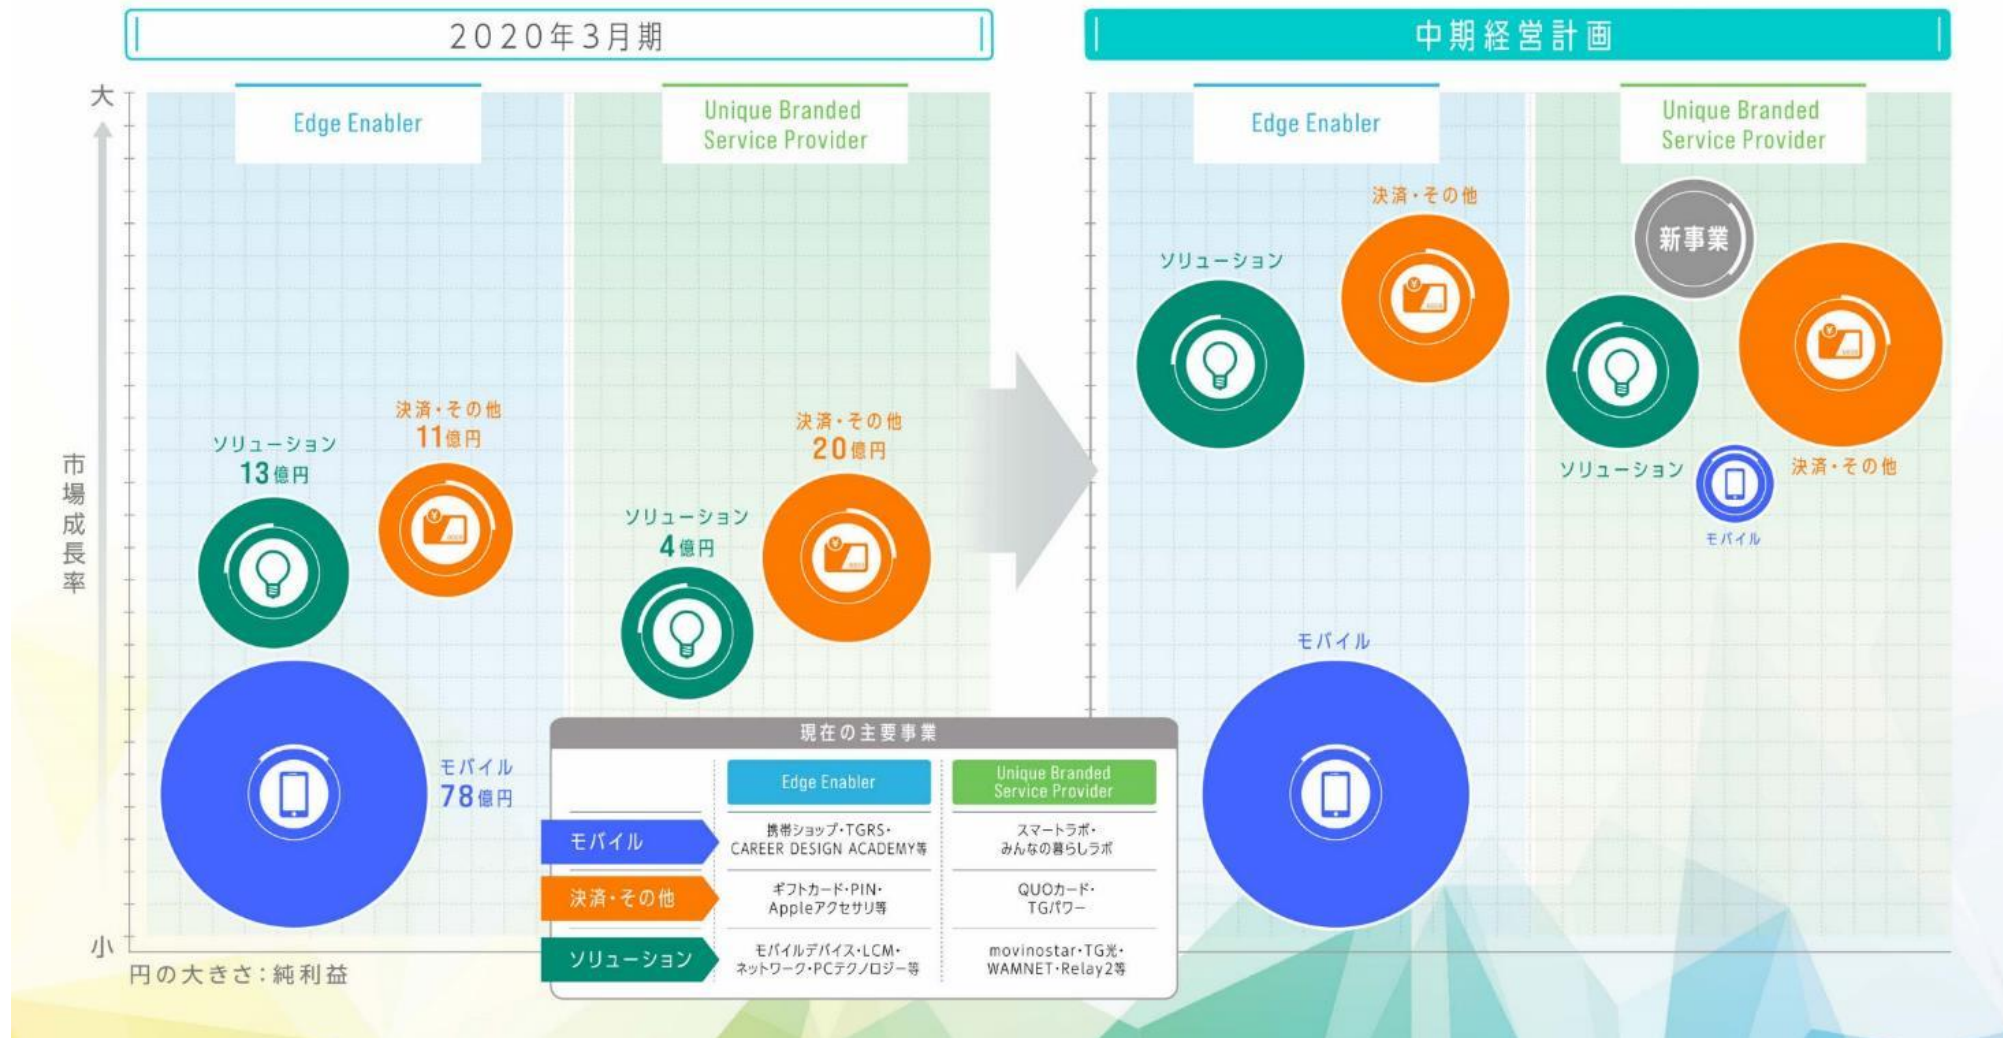 2020年3月期
大
市場成長率
小
Edge Enabler
Unique Branded
Service Provider
ソリューション
13億円
決済・その他
11億円
モバイル
78億円
ソリューション
4億円
決済・その他
20億円
円の大きさ:純利益
中期経営計画
Edge Enabler
Unique Branded
Service Provider
決済・その他
ソリューション
モバイル
新事業
ソリューション
決済・その他
モバイル
現在の主要事業
Edge Enabler
Unique Branded
Service Provider
モバイル
携帯ショップ・TGRS・
CAREER DESIGN ACADEMY等
スマートラボ・
みんなの暮らしラボ
決済・その他
ギフトカード・PIN・
Appleアクセサリ等
QUOカード・
TGパワー
ソリューション
モバイルデバイス・LCM・
ネットワーク・PCテクノロジー等
movinostar・TG光・
WAMNET・Relay2等